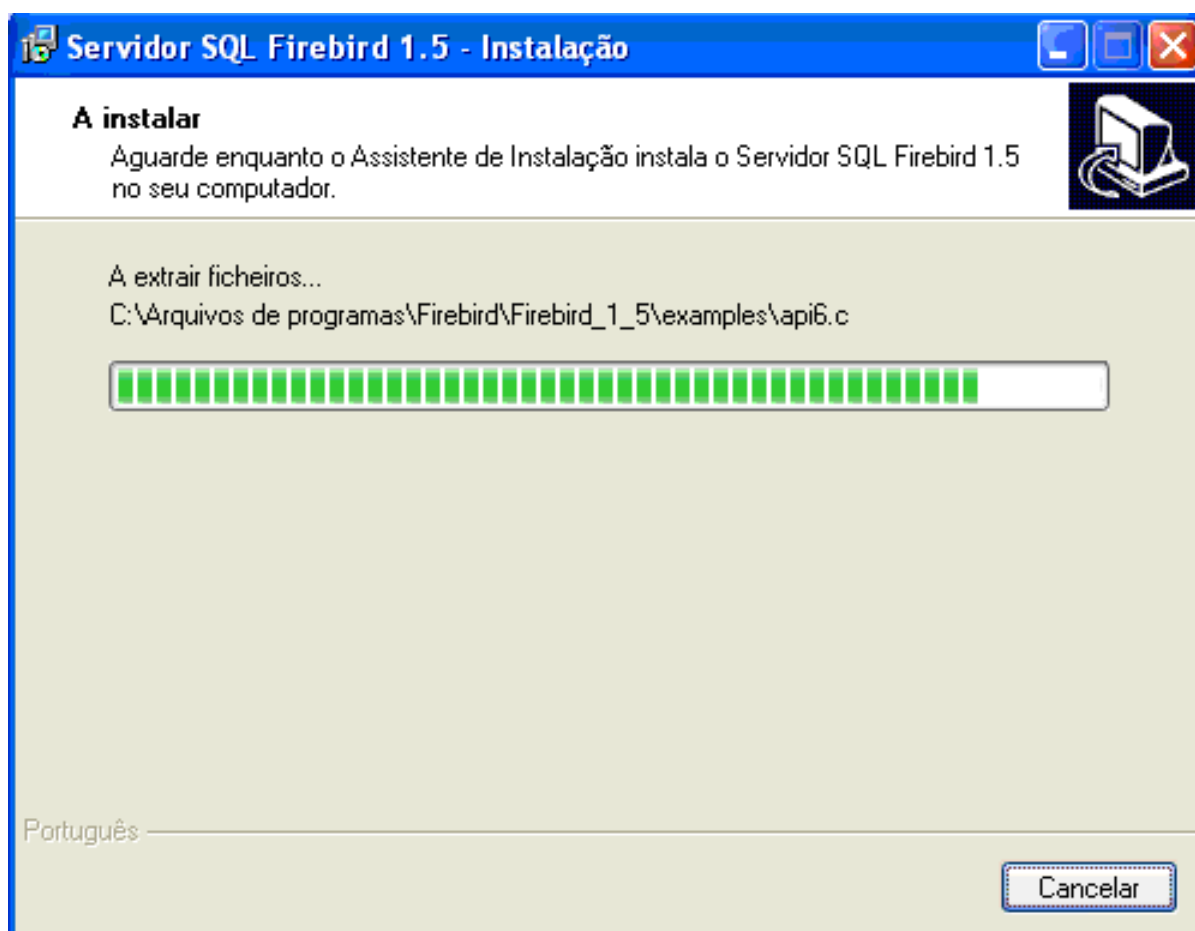 Servidor SQL Firebird 1.5 - Instalação
A instalar
Aguarde enquanto o Assistente de Instalação instala o Servidor SQL Firebird 1.5
no seu computador.
A extrair ficheiros...
C:\Arquivos de programas\Firebird\Firebird_1_5\examples\api6.c
Português
Cancelar